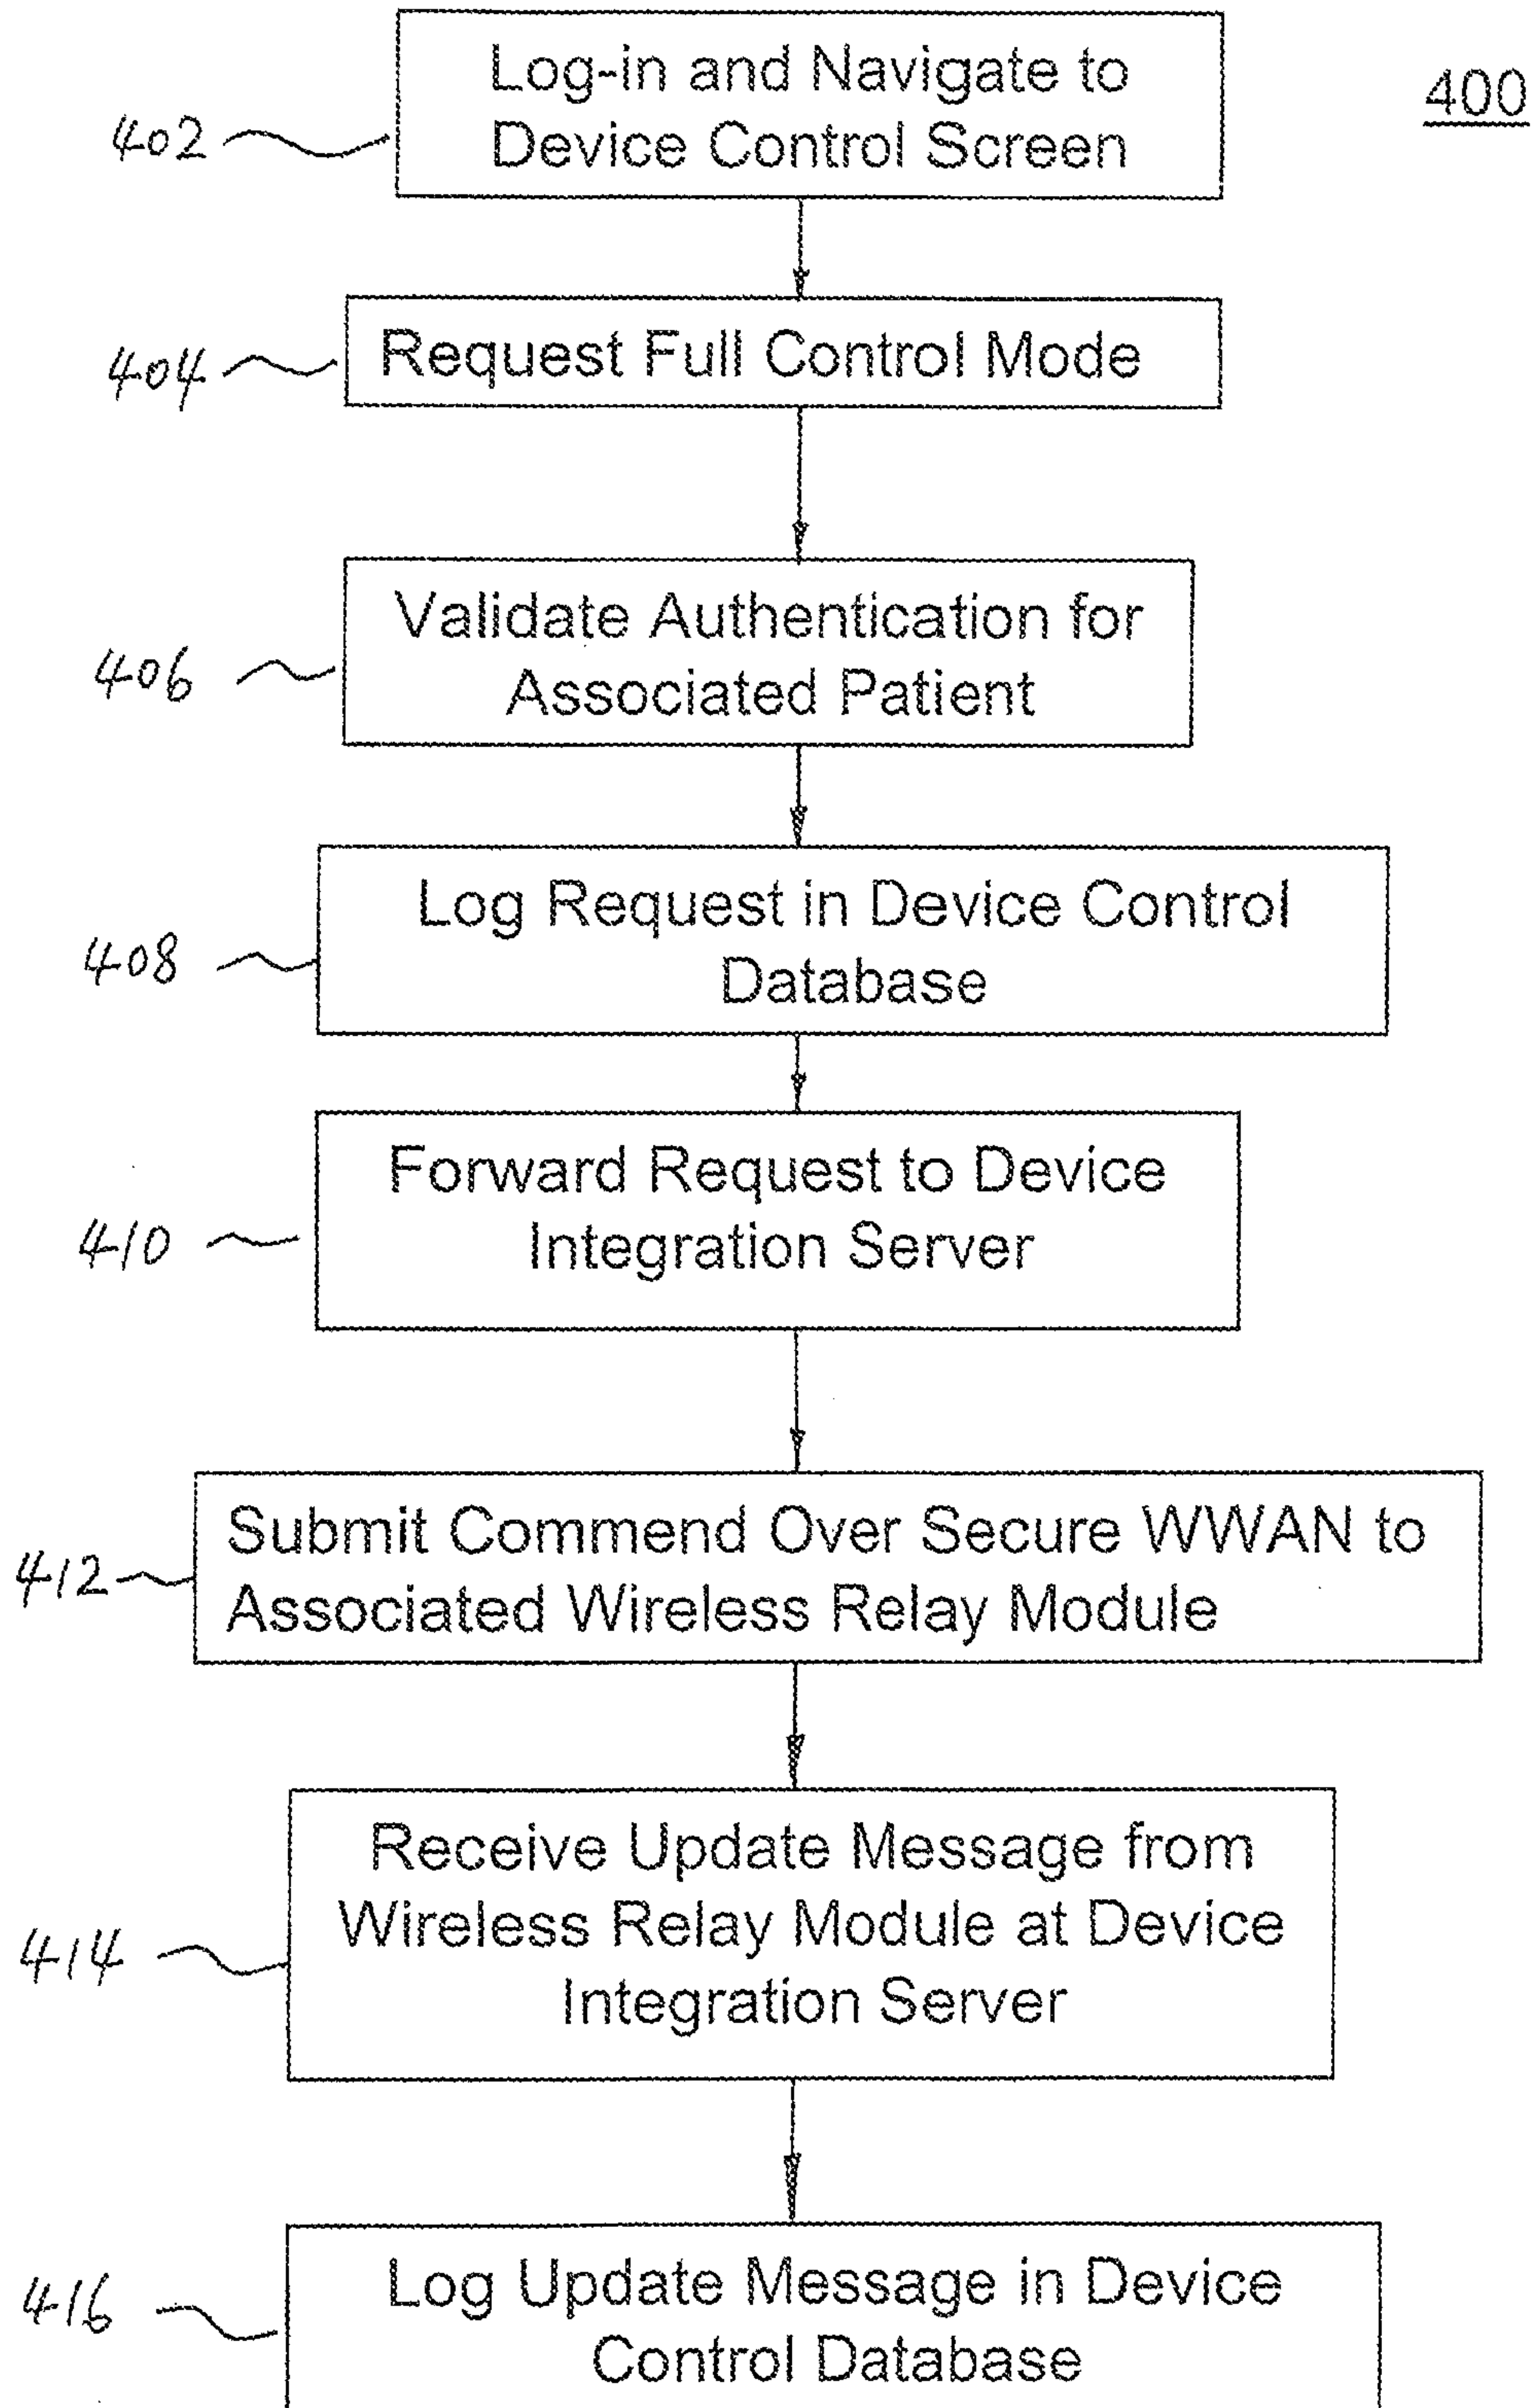 400
402
Log-in and Navigate to
Device Control Screen
404
Request Full Control Mode
406
Validate Authentication for
Associated Patient
408
Log Request in Device Control
Database
410
Forward Request to Device
Integration Server
412
Submit Commend Over Secure WWAN to
Associated Wireless Relay Module
414
Receive Update Message from
Wireless Relay Module at Device
Integration Server
416
Log Update Message in Device
Control Database